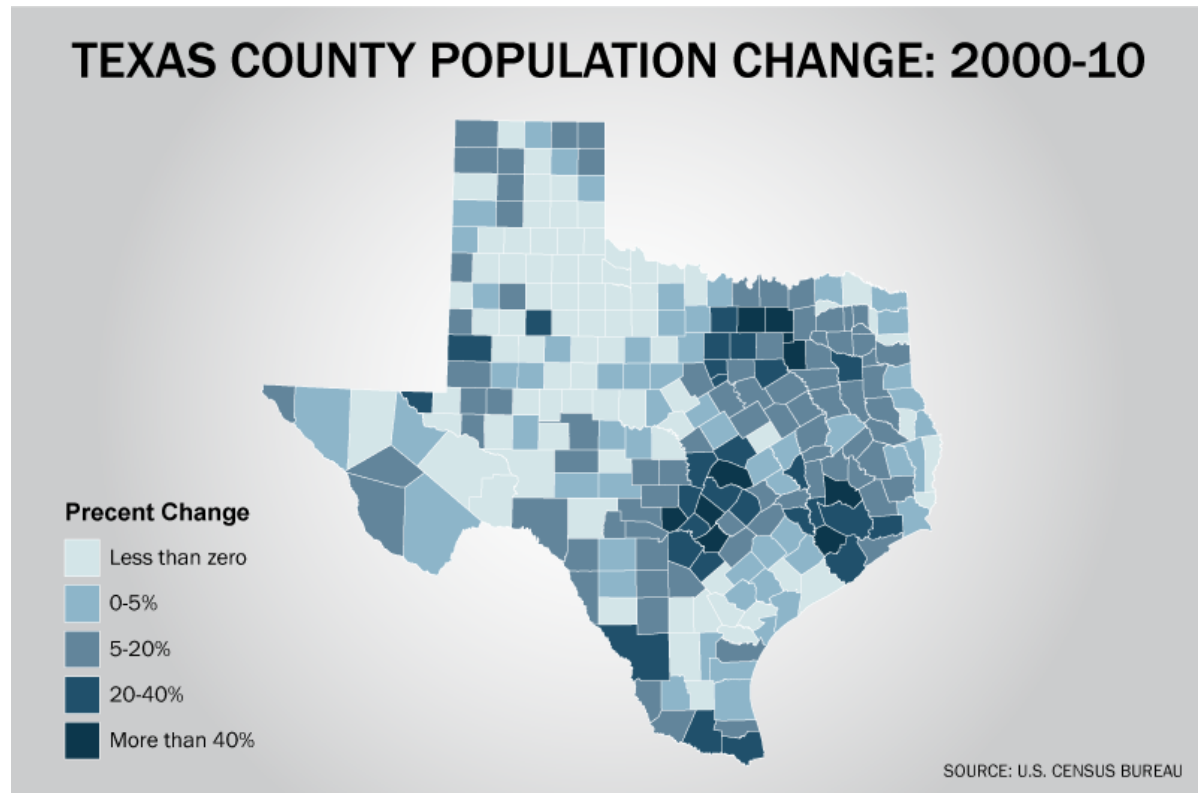 TEXAS COUNTY POPULATION CHANGE: 2000-10
Precent Change
Less than zero
0-5%
5-20%
20-40%
More than 40%
SOURCE: U.S. CENSUS BUREAU